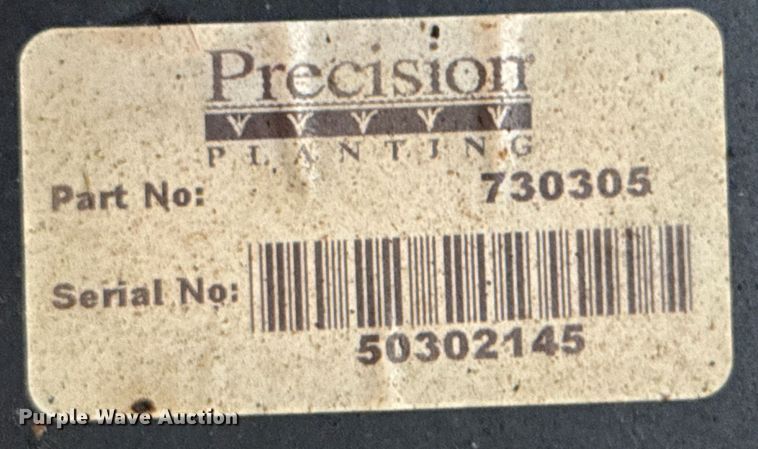 Precision
PLANTING
Part No: 730305
Serial No:
50302145
Purple Wave Auction